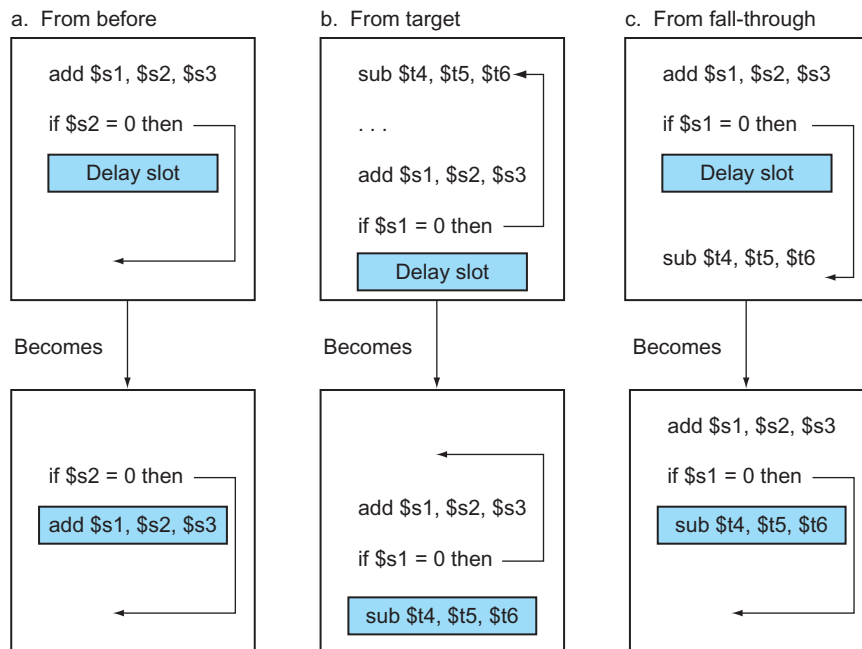 a. From before
add $s1, $s2, $s3
if $s2 = 0 then
Delay slot
Becomes
if $s2 = 0 then
add $s1, $s2, $s3
b. From target
sub $t4, $t5, $t6
. . .
add $s1, $s2, $s3
if $s1 = 0 then
Delay slot
Becomes
add $s1, $s2, $s3
if $s1 = 0 then
sub $t4, $t5, $t6
c. From fall-through
add $s1, $s2, $s3
if $s1 = 0 then
Delay slot
sub $t4, $t5, $t6
Becomes
add $s1, $s2, $s3
if $s1 = 0 then
sub $t4, $t5, $t6